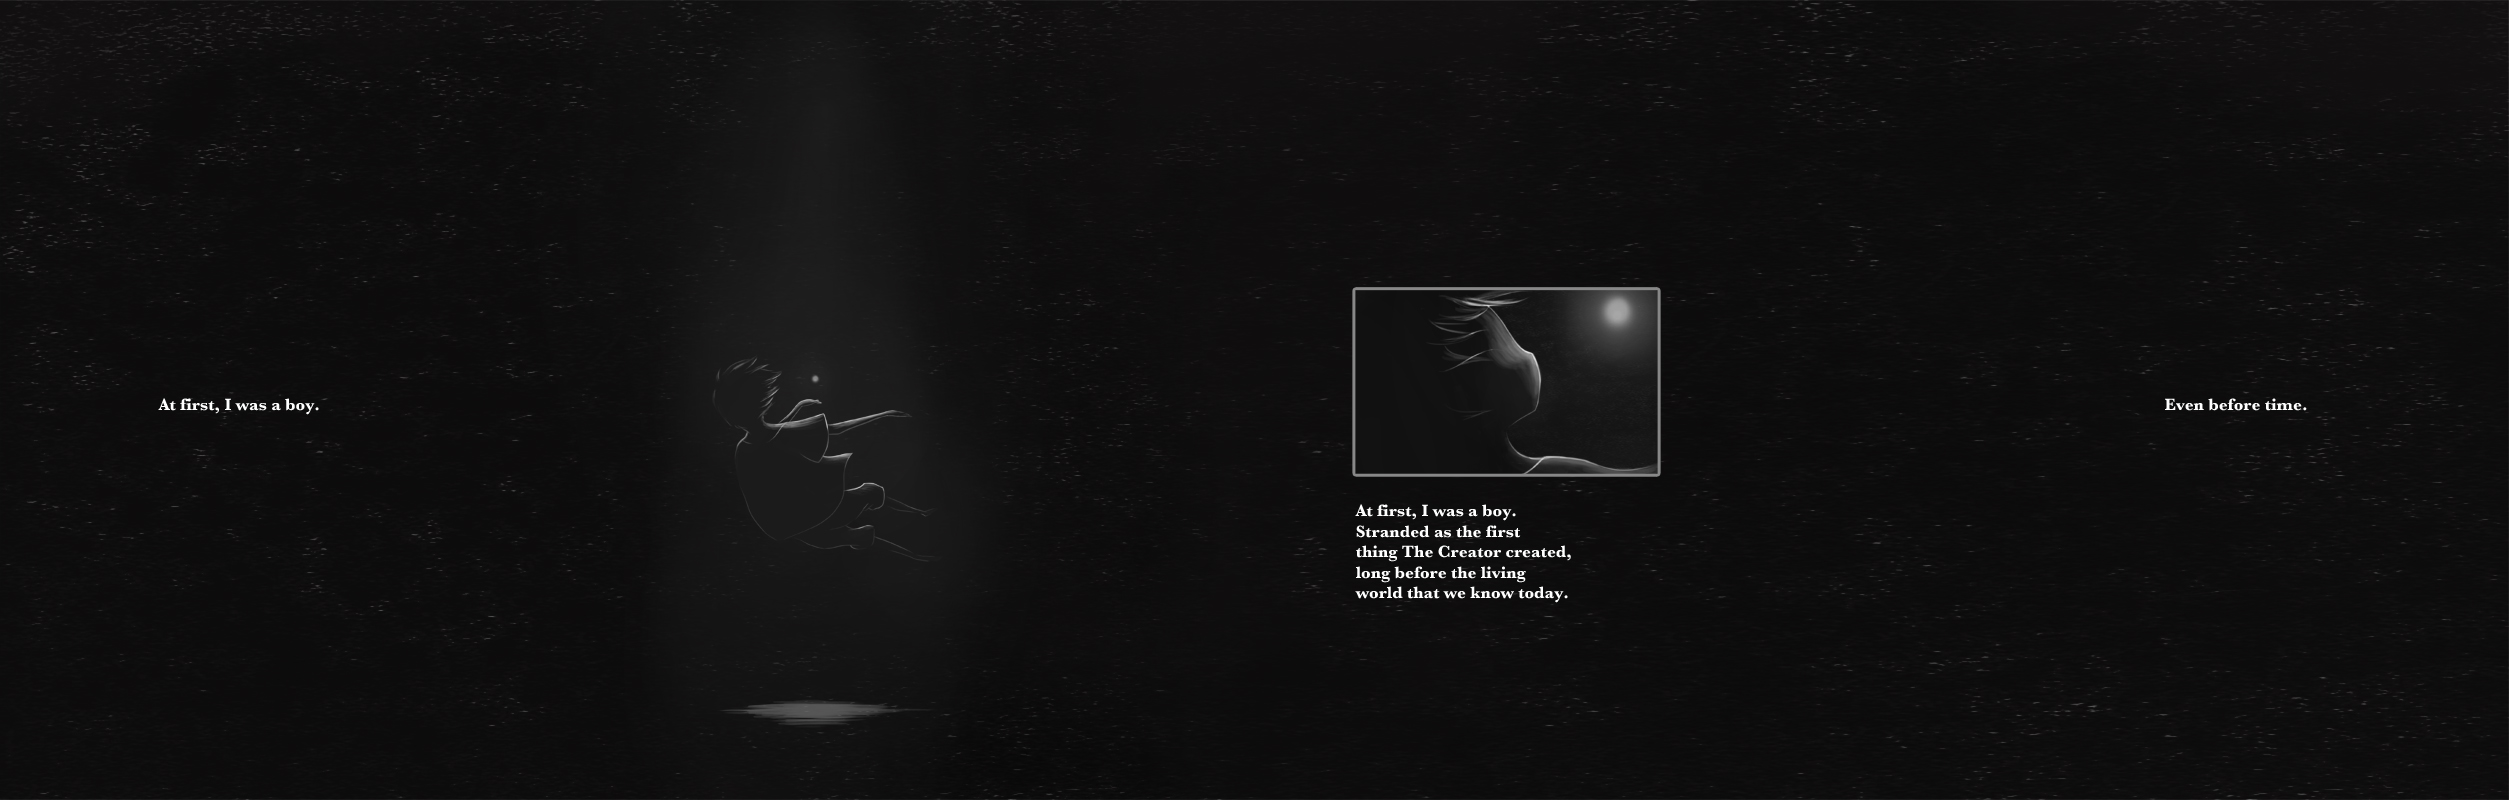 At first, I was a boy.
At first, I was a boy.
Stranded as the first
thing The Creator created,
long before the living
world that we know today.
Even before time.